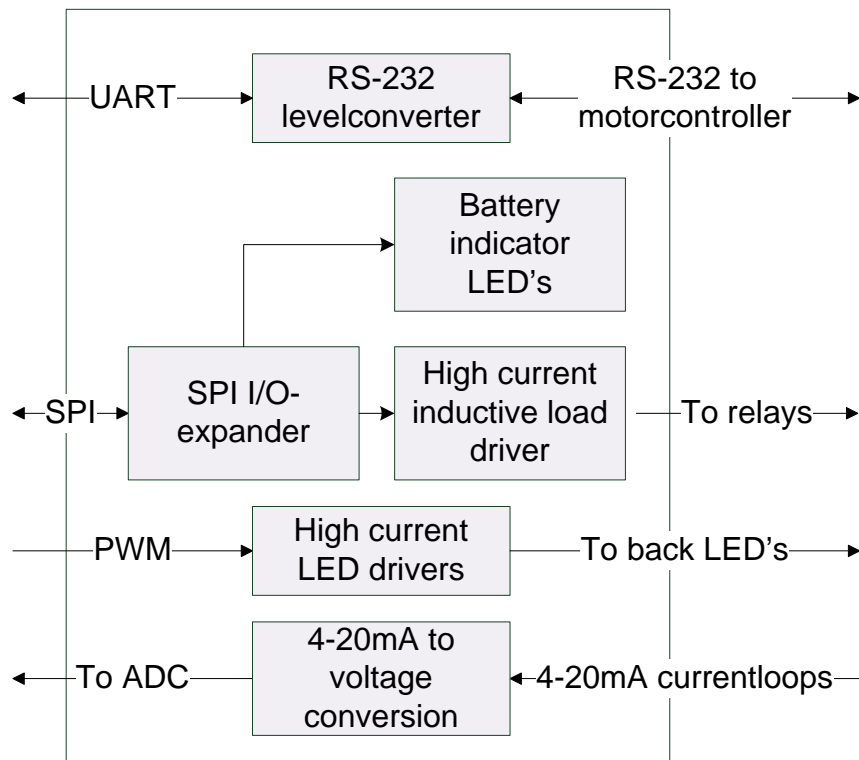 UART
RS-232
levelconverter
RS-232 to
motorcontroller
Battery
indicator
LED's
SPI
SPI I/O-
expander
High current
inductive load
driver
To relays
PWM
High current
LED drivers
To back LED's
To ADC
4-20mA to
voltage
conversion
4-20mA currentloops